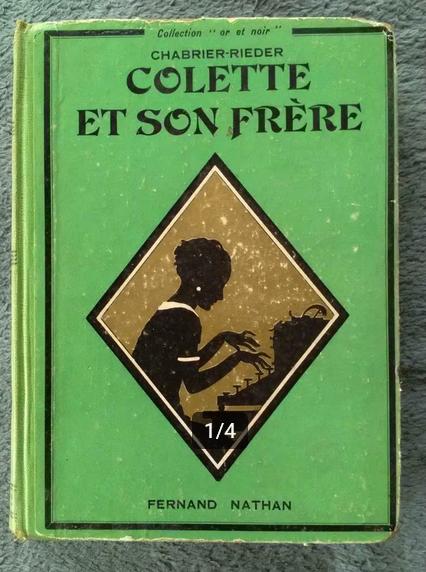 Collection "or et noir"
CHABRIER-RIEDER
COLETTE
ET SON FRÈRE
1/4
FERNAND NATHAN